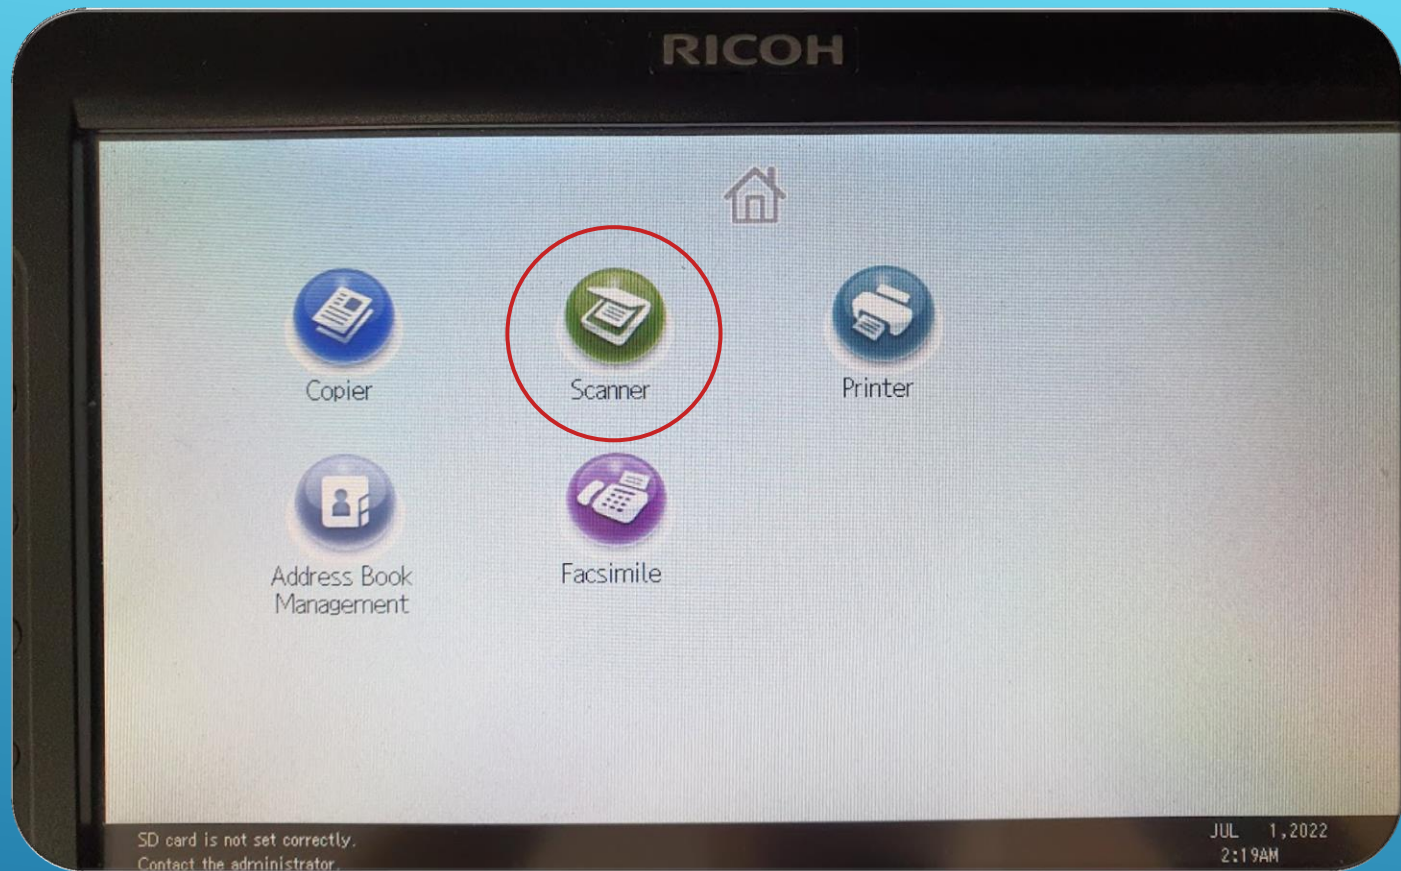 RICOH
Copier
Scanner
Printer
Address Book
Management
Facsimile
SD card is not set correctly.
Contact the administrator.
JUL 1,2022
2:19AM